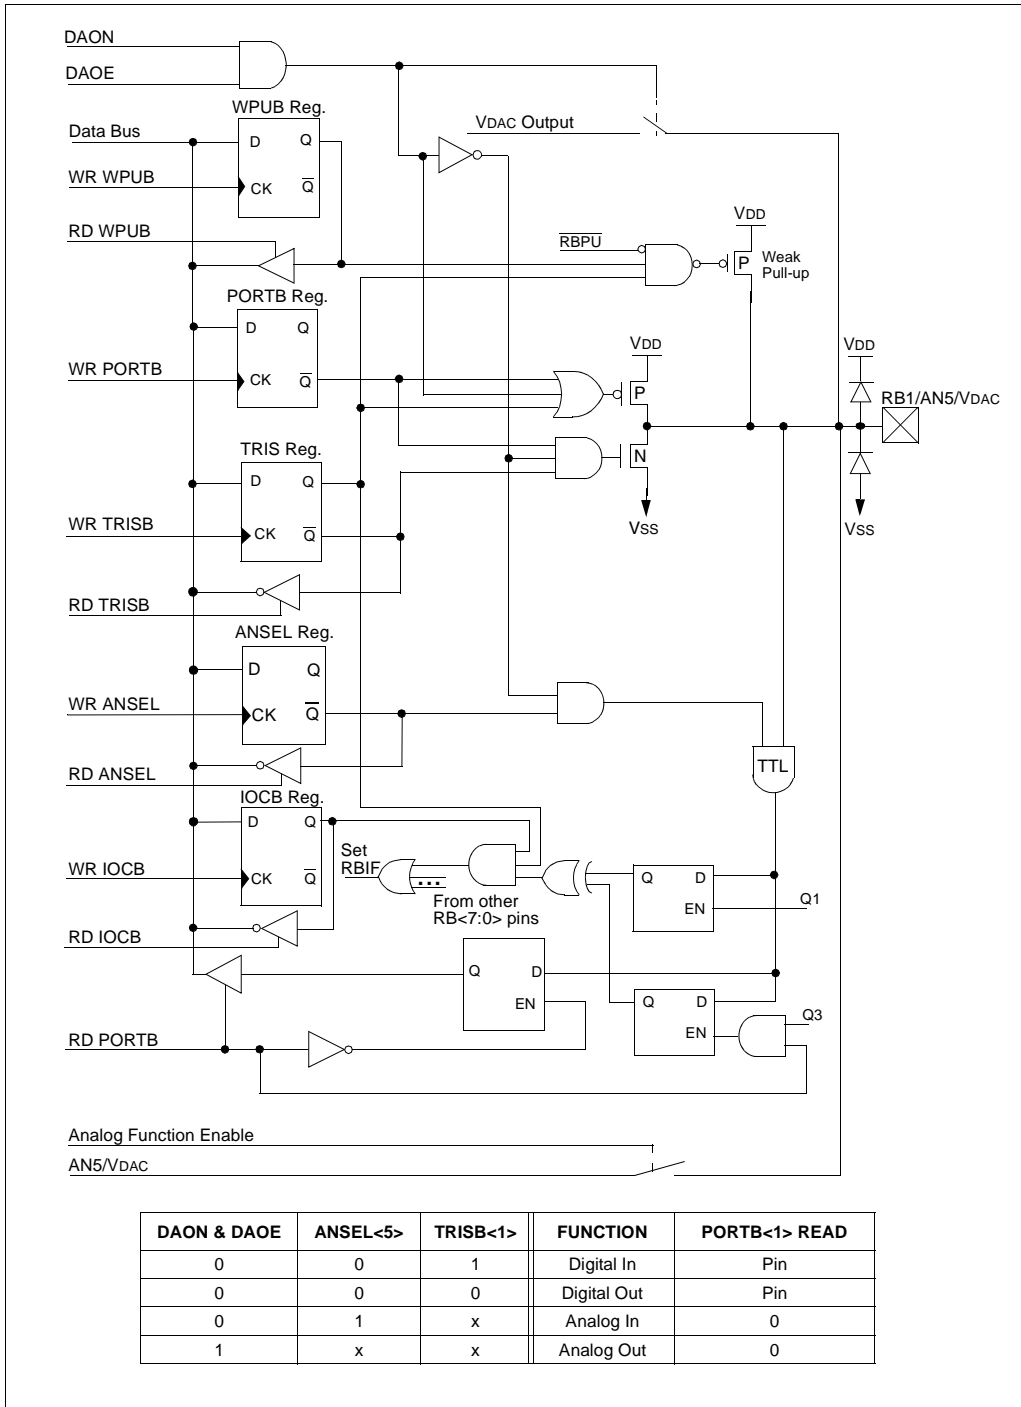 DAON
DAOE
WPUB Reg.
Data Bus
D Q
VDAC Output
WR WPUB
CK Q̅
RD WPUB
R̅B̅P̅U̅
VDD
P Weak
Pull-up
PORTB Reg.
D Q
WR PORTB
CK Q̅
VDD
P
VDD
RB1/AN5/VDAC
TRIS Reg.
D Q
N
WR TRISB
CK Q̅
VSS
VSS
RD TRISB
ANSEL Reg.
D Q
WR ANSEL
CK Q̅
RD ANSEL
TTL
IOCB Reg.
D Q
Set
RBIF
WR IOCB
CK Q̅
...
From other
RB<7:0> pins
Q D
EN
Q1
RD IOCB
Q D
EN
Q D
EN
Q3
RD PORTB
Analog Function Enable
AN5/VDAC
DAON & DAOE ANSEL<5> TRISB<1> FUNCTION PORTB<1> READ
0 0 1 Digital In Pin
0 0 0 Digital Out Pin
0 1 x Analog In 0
1 x x Analog Out 0